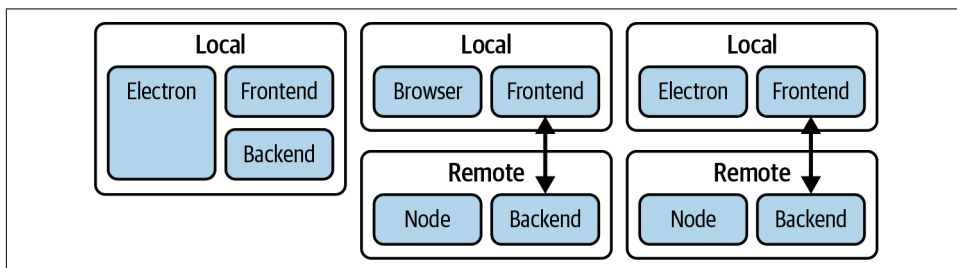 Local
Electron
Frontend
Backend
Local
Browser
Frontend
Remote
Node
Backend
Local
Electron
Frontend
Remote
Node
Backend